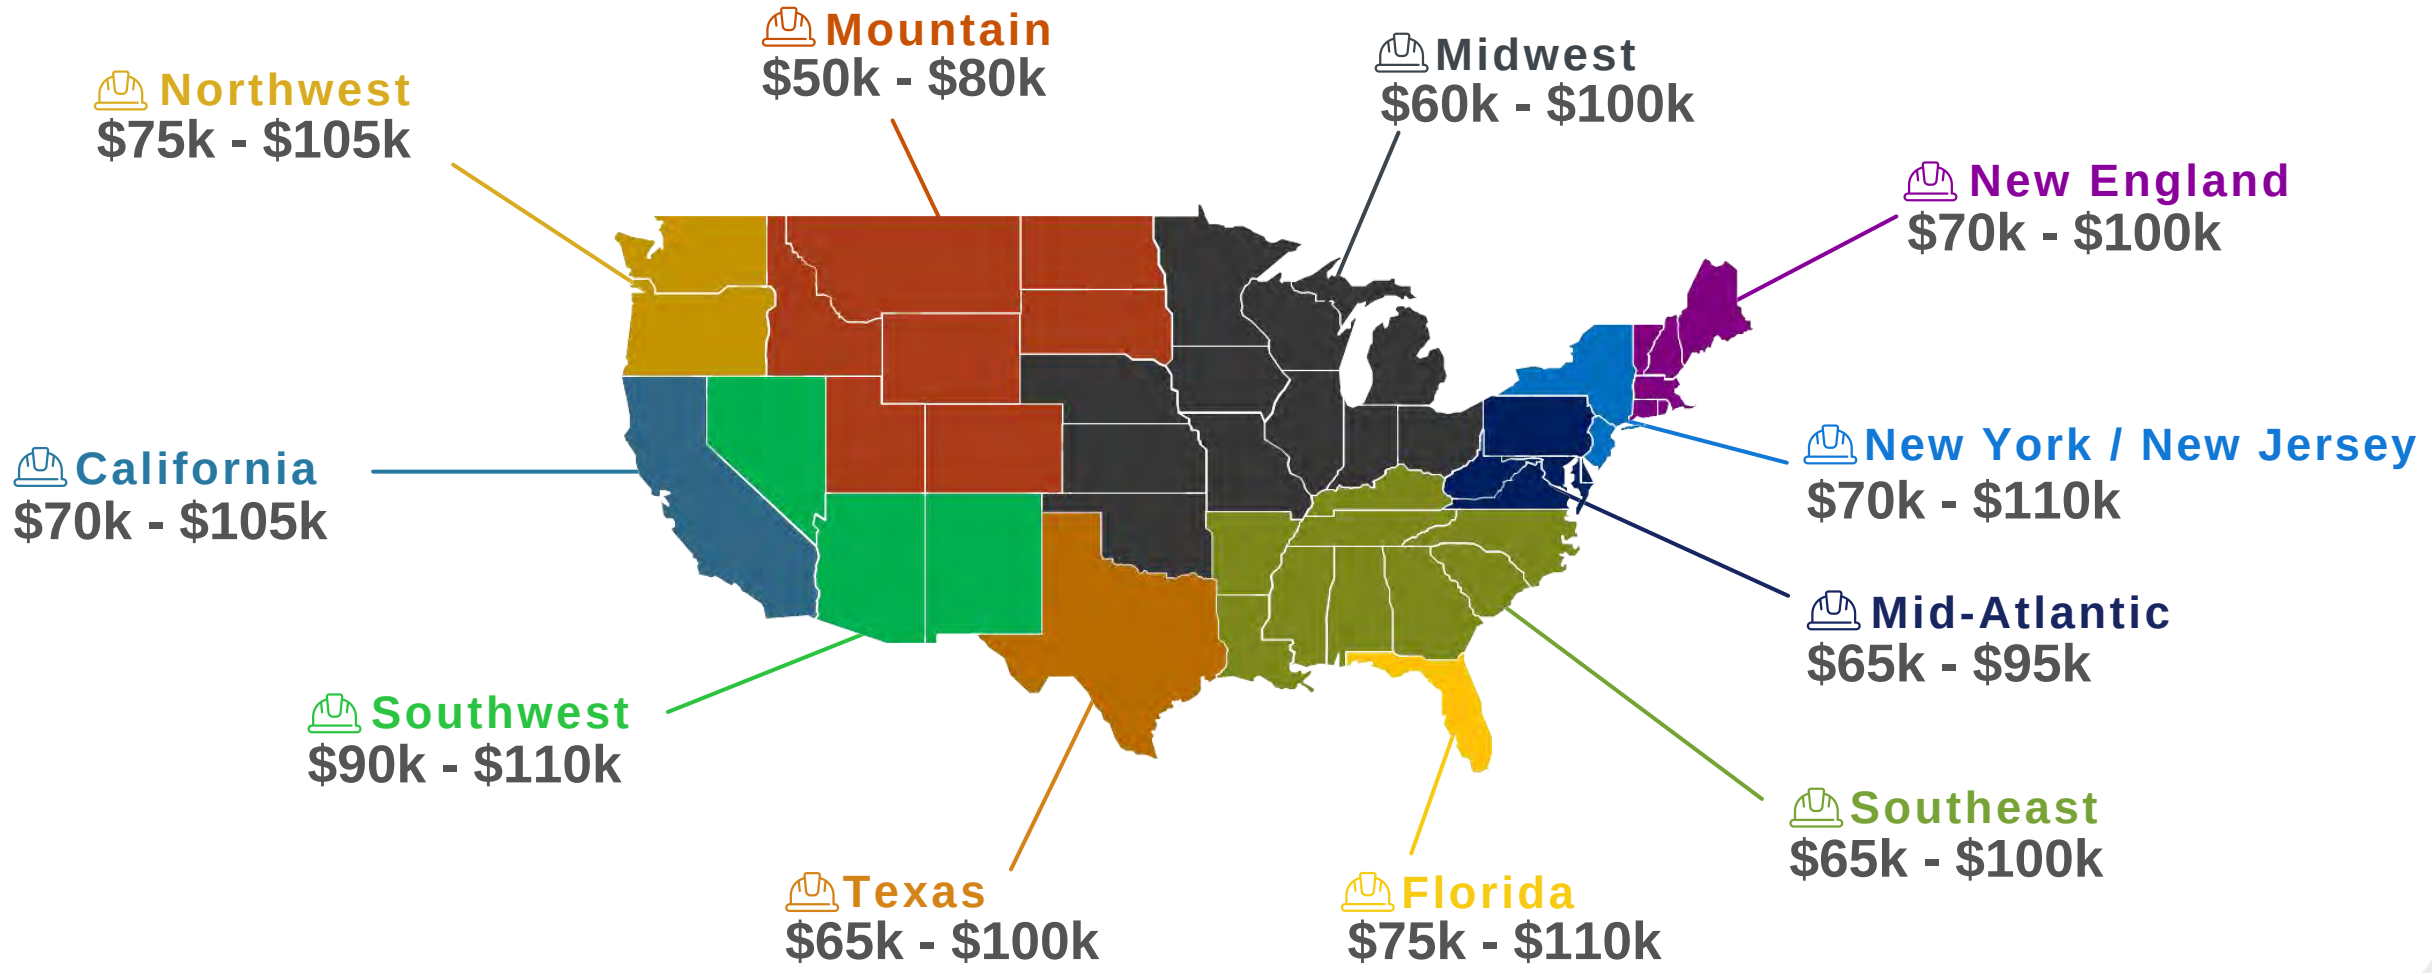 Mountain
$50k - $80k
Midwest
$60k - $100k
Northwest
$75k - $105k
New England
$70k - $100k
California
$70k - $105k
New York / New Jersey
$70k - $110k
Mid-Atlantic
$65k - $95k
Southwest
$90k - $110k
Southeast
$65k - $100k
Texas
$65k - $100k
Florida
$75k - $110k